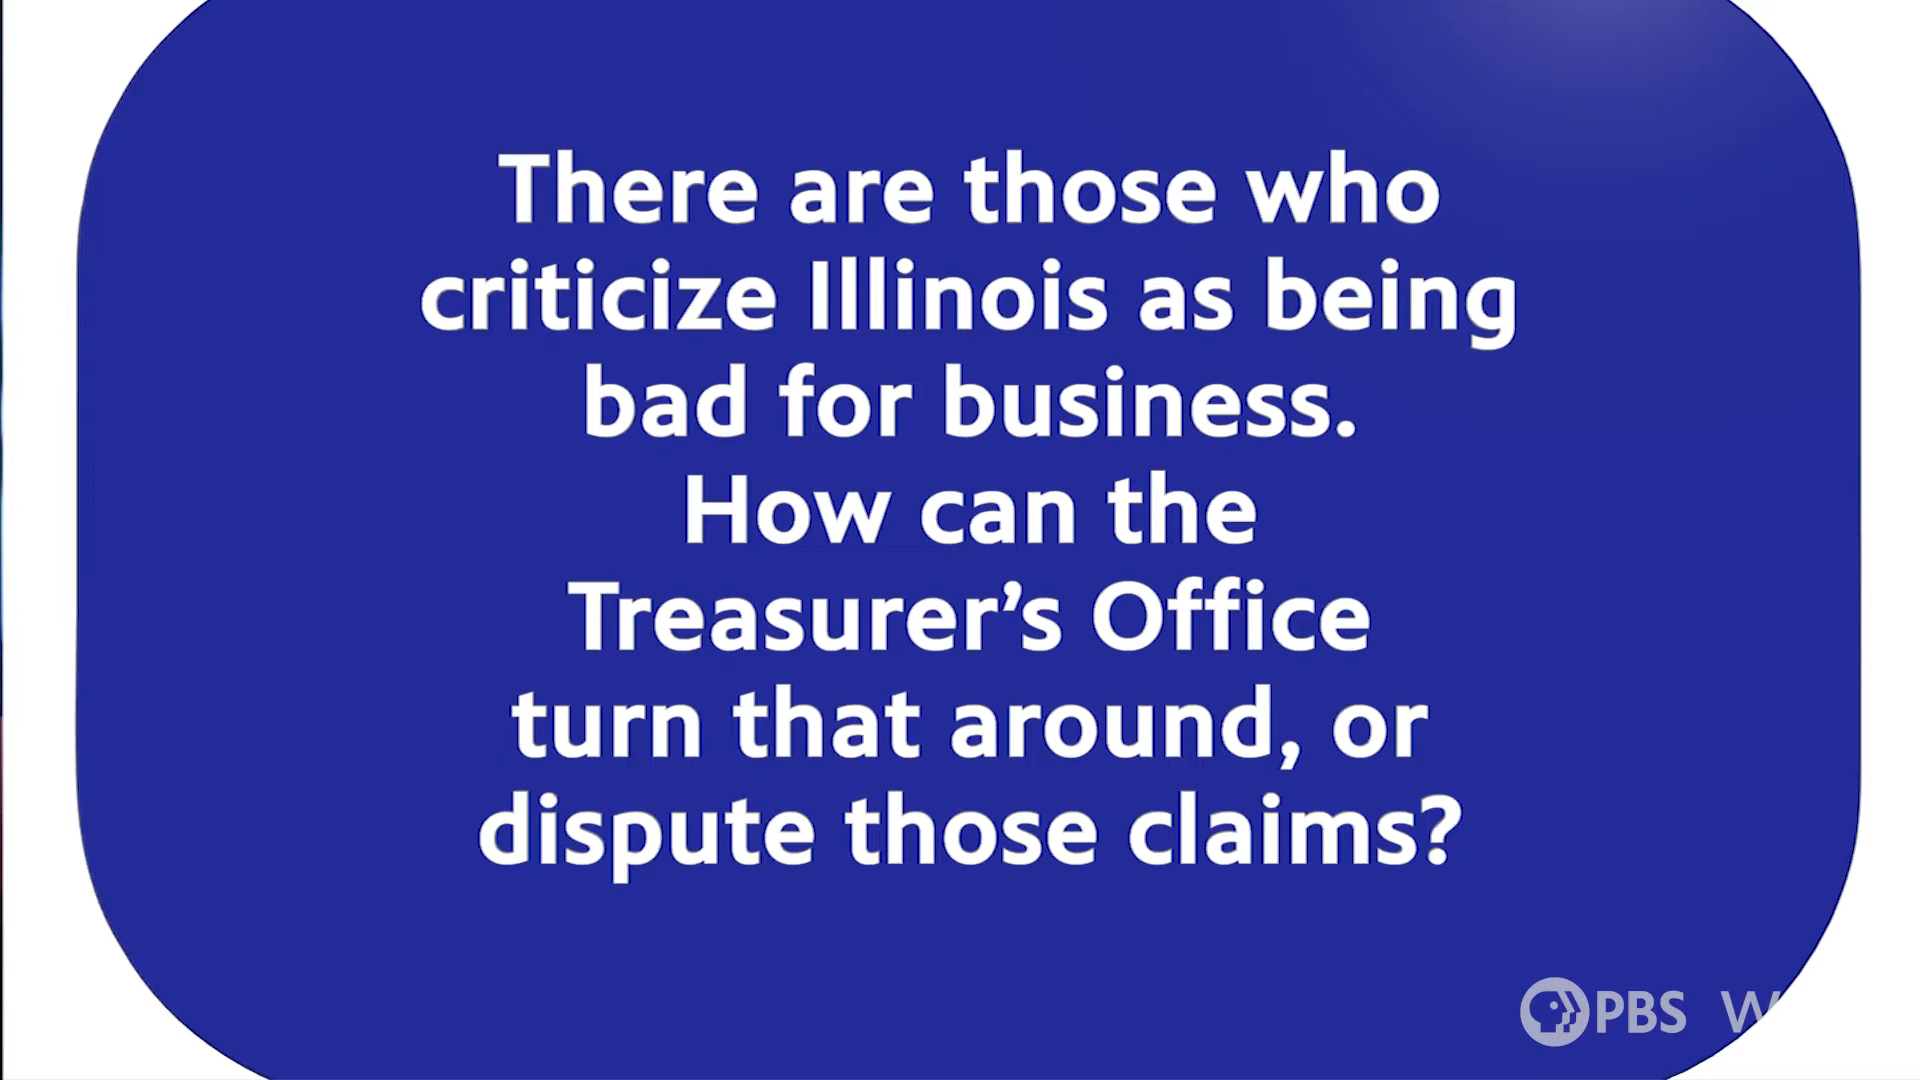 There are those who
criticize Illinois as being
bad for business.
How can the
Treasurer’s Office
turn that around, or
dispute those claims?
PBS W